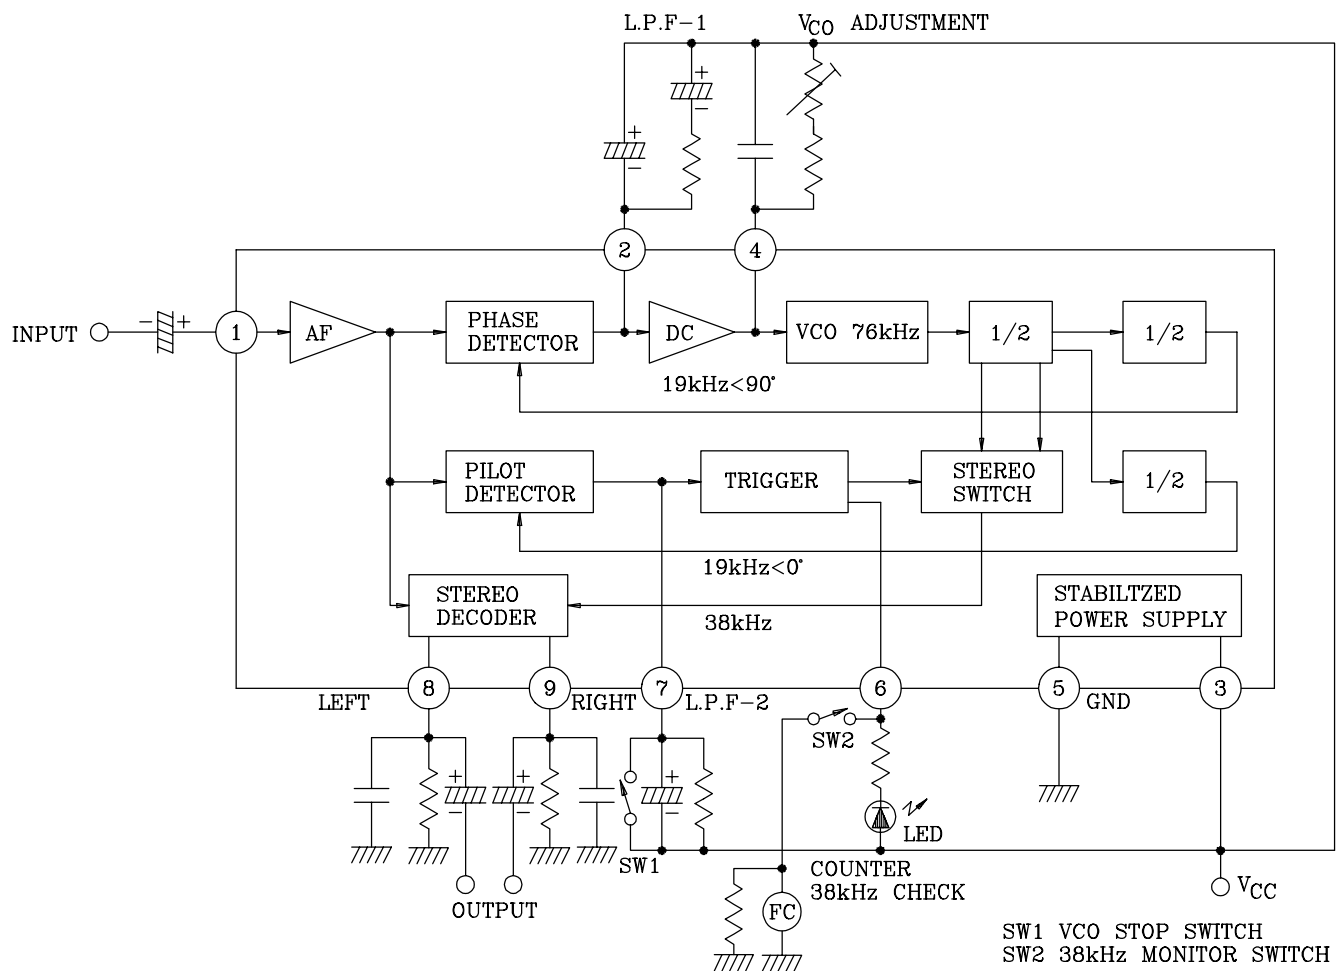 L.P.F-1
VCO ADJUSTMENT
+
-
+
-
2
4
INPUT
- +
1
AF
PHASE
DETECTOR
DC
VCO 76kHz
1/2
1/2
19kHz<90°
PILOT
DETECTOR
TRIGGER
STEREO
SWITCH
1/2
19kHz<0°
STEREO
DECODER
38kHz
STABILTZED
POWER SUPPLY
LEFT
8
9
RIGHT
7
L.P.F-2
6
5
GND
3
SW2
+
-
+
-
+
-
SW1
LED
OUTPUT
COUNTER
38kHz CHECK
FC
VCC
SW1 VCO STOP SWITCH
SW2 38kHz MONITOR SWITCH